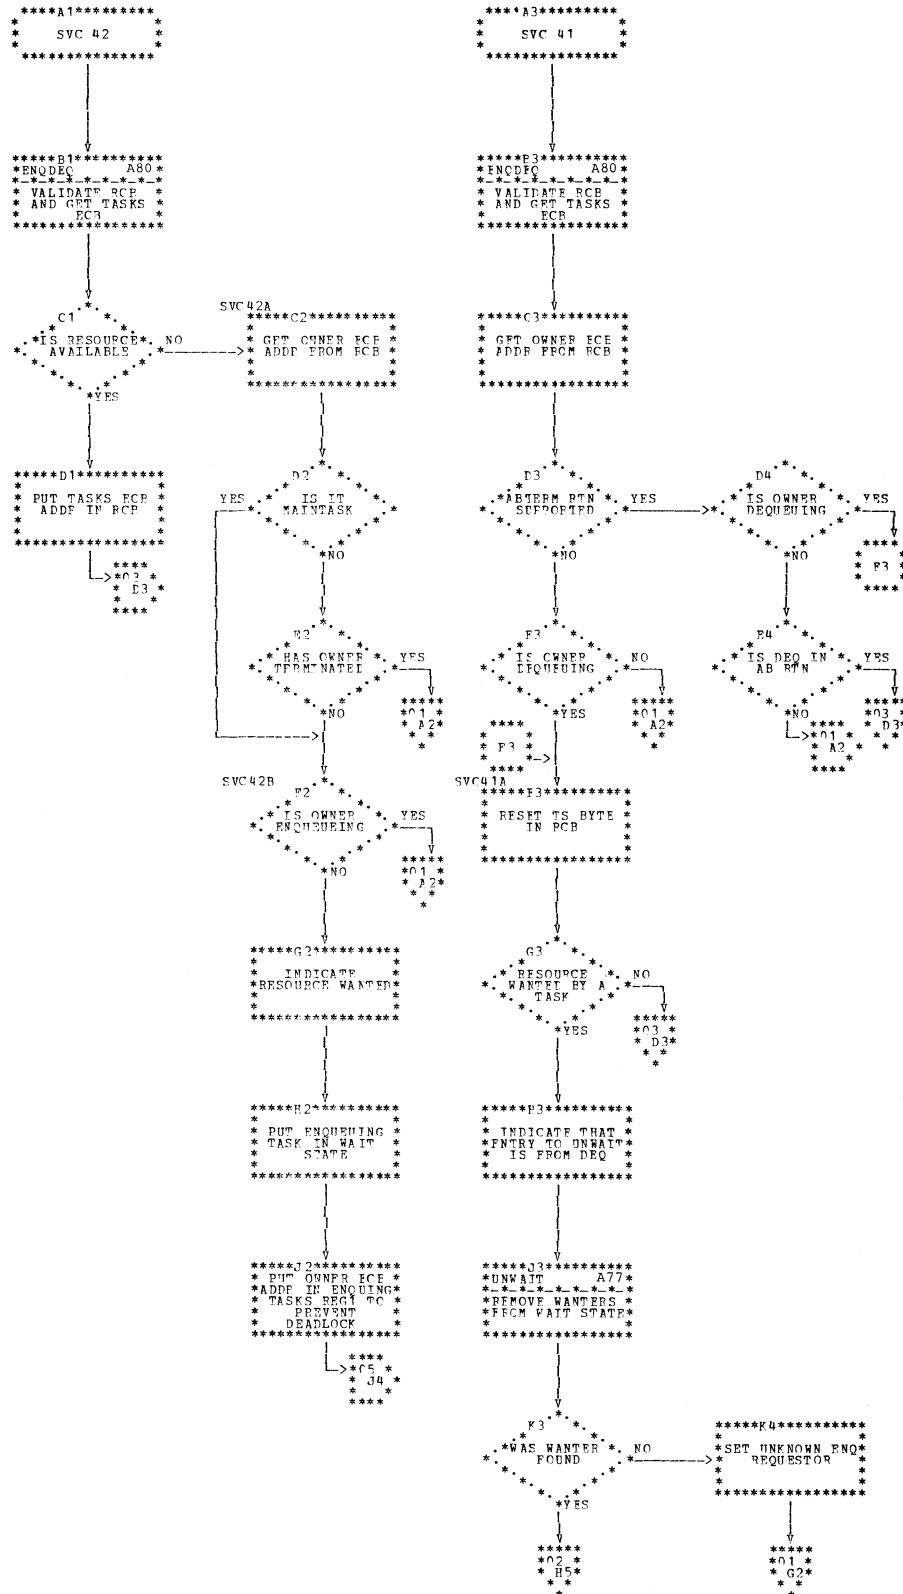 A1
SVC 42
B1
ENQDEQ A80
VALIDATE RCB
AND GET TASKS
ECB
C1
IS RESOURCE
AVAILABLE
NO
YES
D1
PUT TASKS ECB
ADDR IN RCB
03
D3
SVC42A
C2
GET OWNER ECB
ADDR FROM RCB
D2
IS IT
MAINTASK
YES
NO
E2
HAS OWNER
TERMINATED
YES
01
A2
NO
SVC42B
F2
IS OWNER
ENQUEUEING
YES
01
A2
NO
G2
INDICATE
RESOURCE WANTED
H2
PUT ENQUEUING
TASK IN WAIT
STATE
J2
PUT OWNER ECB
ADDR IN ENQUING
TASKS REG1 TO
PREVENT
DEADLOCK
05
J4
A3
SVC 41
B3
ENQDEQ A80
VALIDATE RCB
AND GET TASKS
ECB
C3
GET OWNER ECB
ADDR FROM RCB
D3
ABTERM RTN
SUPPORTED
YES
NO
D4
IS OWNER
DEQUEUING
YES
F3
NO
E4
IS DEQ IN
AB RTN
YES
03
D3
NO
01
A2
E3
IS OWNER
DEQUEUING
NO
01
A2
YES
F3
SVC41A
F3
RESET TS BYTE
IN RCB
G3
RESOURCE
WANTED BY A
TASK
NO
03
D3
YES
H3
INDICATE THAT
ENTRY TO UNWAIT
IS FROM DEQ
J3
UNWAIT A77
REMOVE WANTERS
FROM WAIT STATE
K3
WAS WANTER
FOUND
NO
YES
02
H5
K4
SET UNKNOWN ENQ
REQUESTOR
01
G2